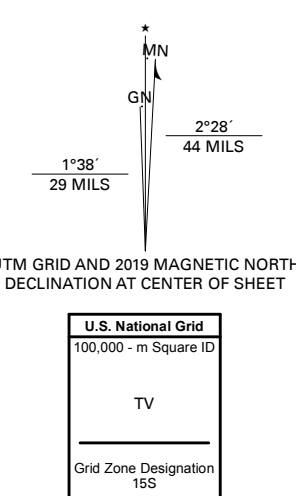 MN
GN
2°28´
44 MILS
1°38´
29 MILS
UTM GRID AND 2019 MAGNETIC NORTH
DECLINATION AT CENTER OF SHEET
U.S. National Grid
100,000 - m Square ID
TV
Grid Zone Designation
15S